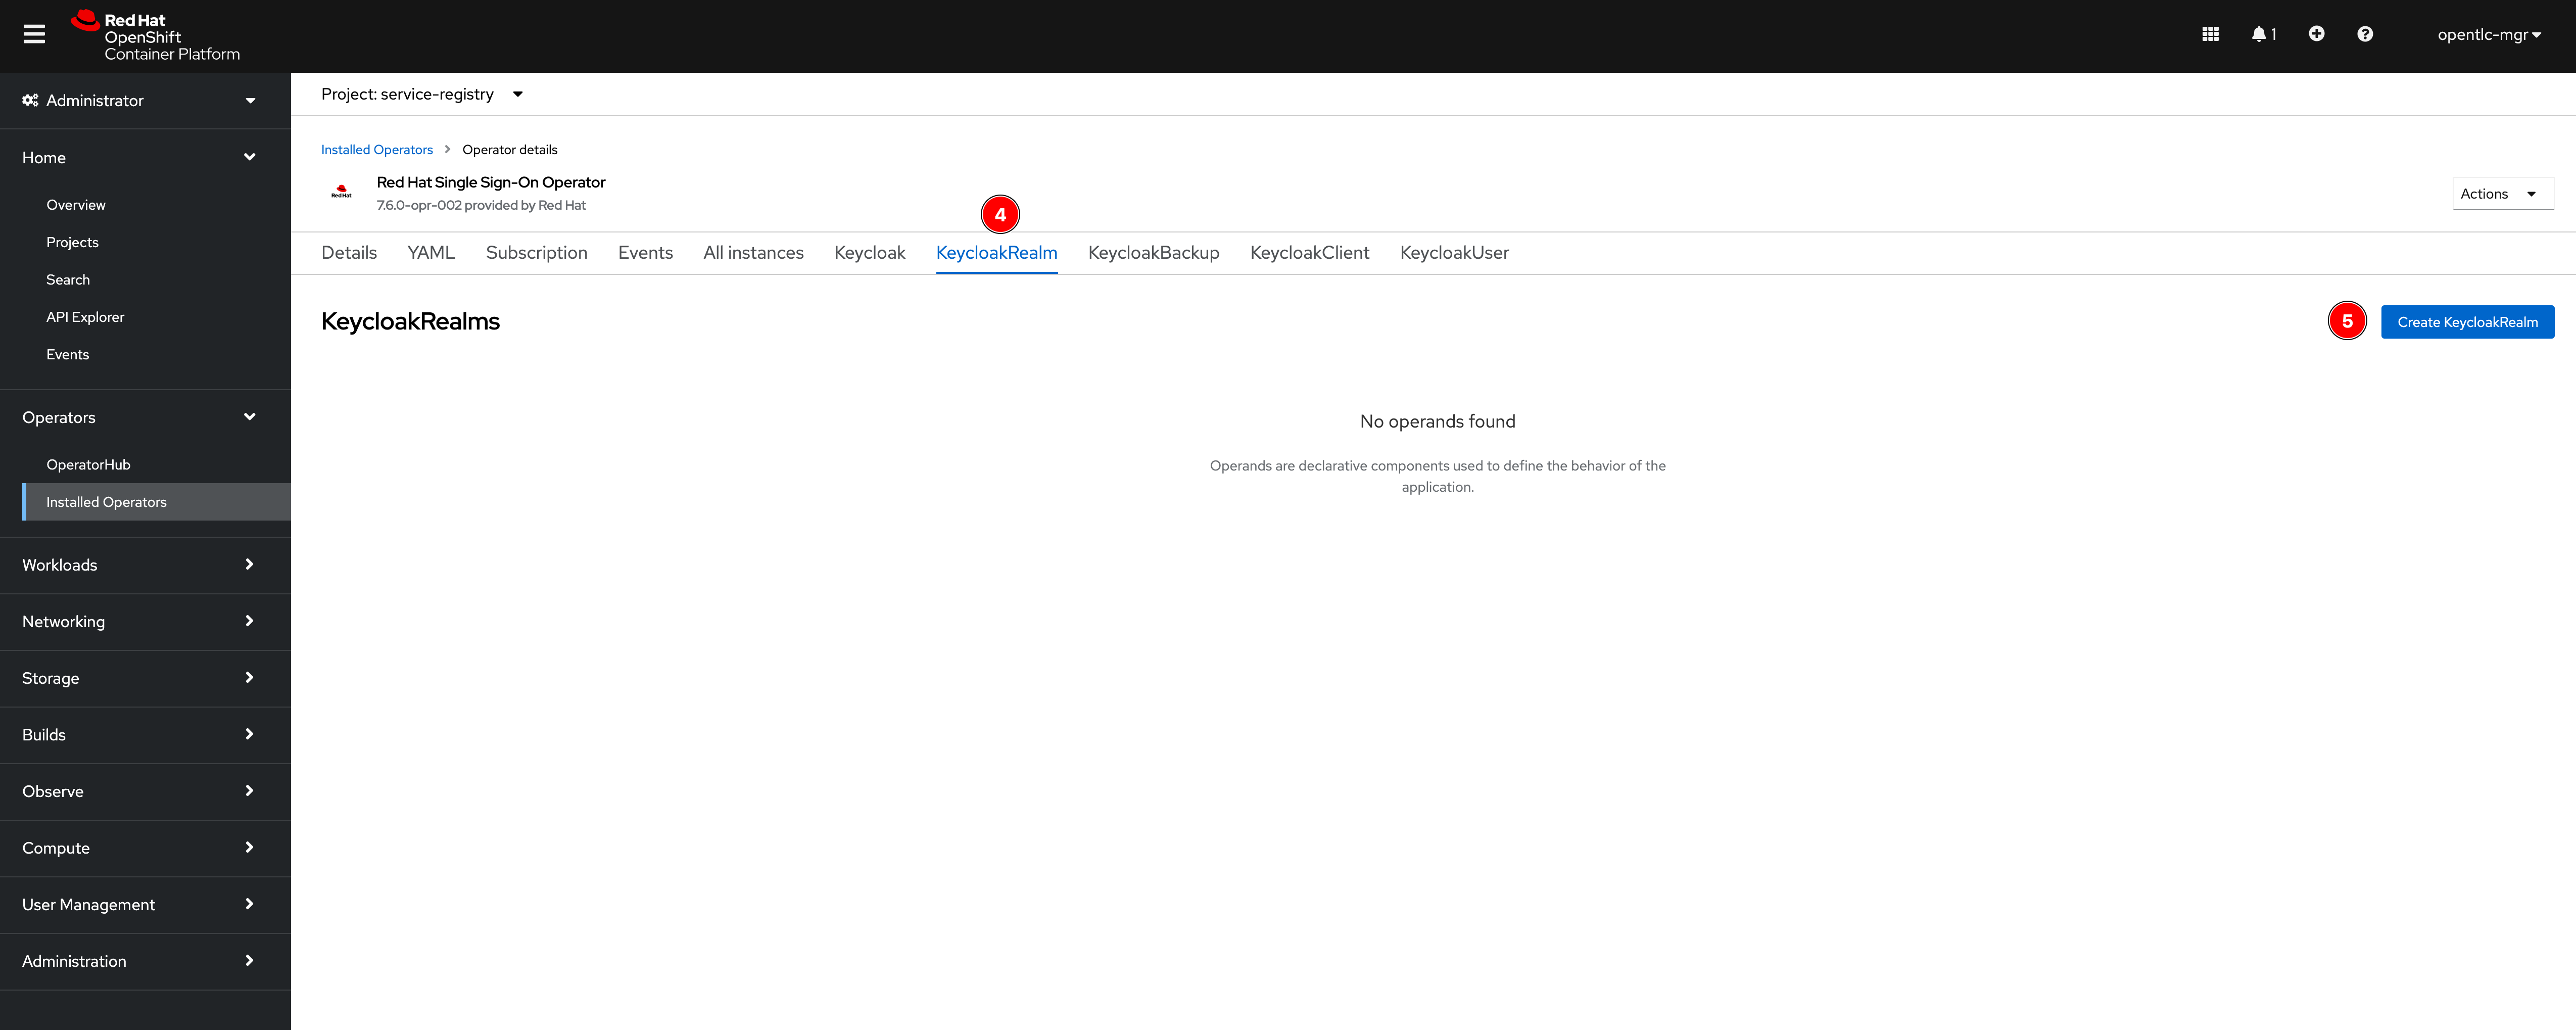 Red Hat
OpenShift
Container Platform
1
opentlc-mgr
Administrator
Home
Overview
Projects
Search
API Explorer
Events
Operators
OperatorHub
Installed Operators
Workloads
Networking
Storage
Builds
Observe
Compute
User Management
Administration
Project: service-registry
Installed Operators > Operator details
Red Hat
Red Hat Single Sign-On Operator
7.6.0-opr-002 provided by Red Hat
Actions
4
Details YAML Subscription Events All instances Keycloak KeycloakRealm KeycloakBackup KeycloakClient KeycloakUser
KeycloakRealms
5
Create KeycloakRealm
No operands found
Operands are declarative components used to define the behavior of the
application.